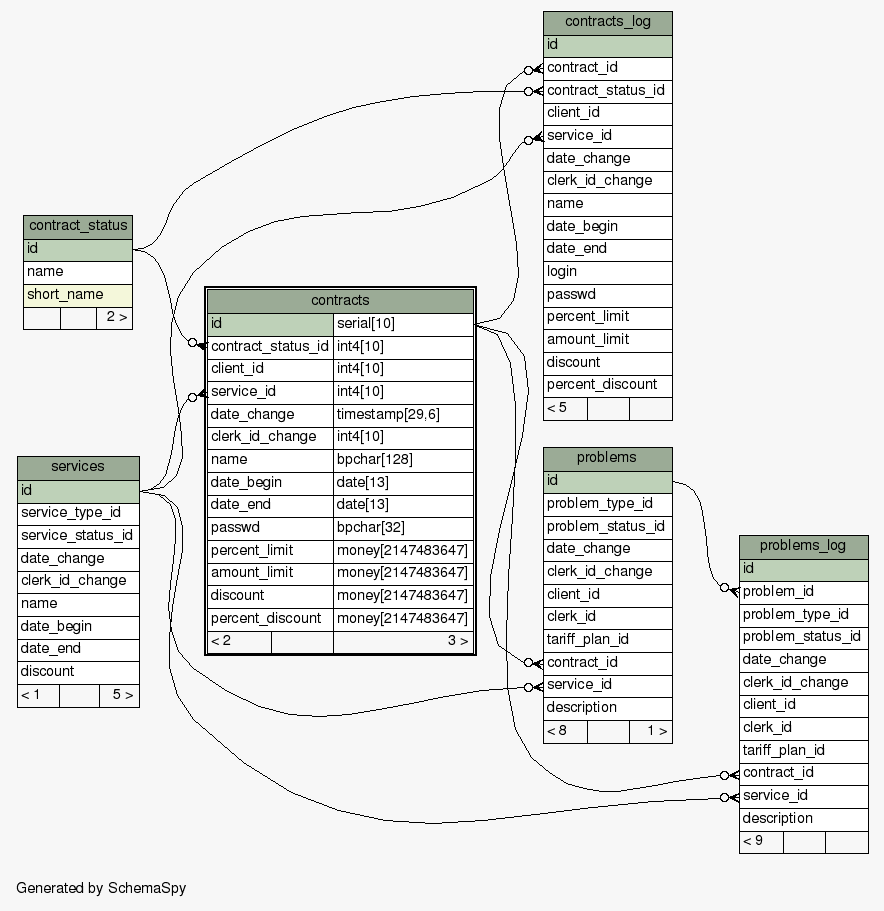 contracts_log
id
contract_id
contract_status_id
client_id
service_id
date_change
clerk_id_change
name
date_begin
date_end
login
passwd
percent_limit
amount_limit
discount
percent_discount
< 5
contract_status
id
name
short_name
2 >
contracts
id serial[10]
contract_status_id int4[10]
client_id int4[10]
service_id int4[10]
date_change timestamp[29,6]
clerk_id_change int4[10]
name bpchar[128]
date_begin date[13]
date_end date[13]
passwd bpchar[32]
percent_limit money[2147483647]
amount_limit money[2147483647]
discount money[2147483647]
percent_discount money[2147483647]
< 2 3 >
services
id
service_type_id
service_status_id
date_change
clerk_id_change
name
date_begin
date_end
discount
< 1 5 >
problems
id
problem_type_id
problem_status_id
date_change
clerk_id_change
client_id
clerk_id
tariff_plan_id
contract_id
service_id
description
< 8 1 >
problems_log
id
problem_id
problem_type_id
problem_status_id
date_change
clerk_id_change
client_id
clerk_id
tariff_plan_id
contract_id
service_id
description
< 9
Generated by SchemaSpy